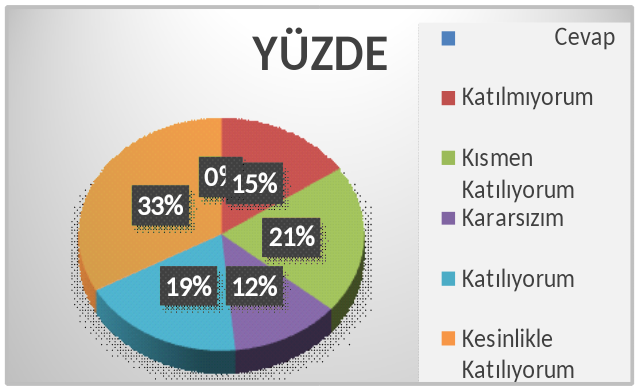 YÜZDE
Cevap
Katılmıyorum
Kısmen
Katılıyorum
Kararsızım
Katılıyorum
Kesinlikle
Katılıyorum
0%
15%
33%
21%
19%
12%